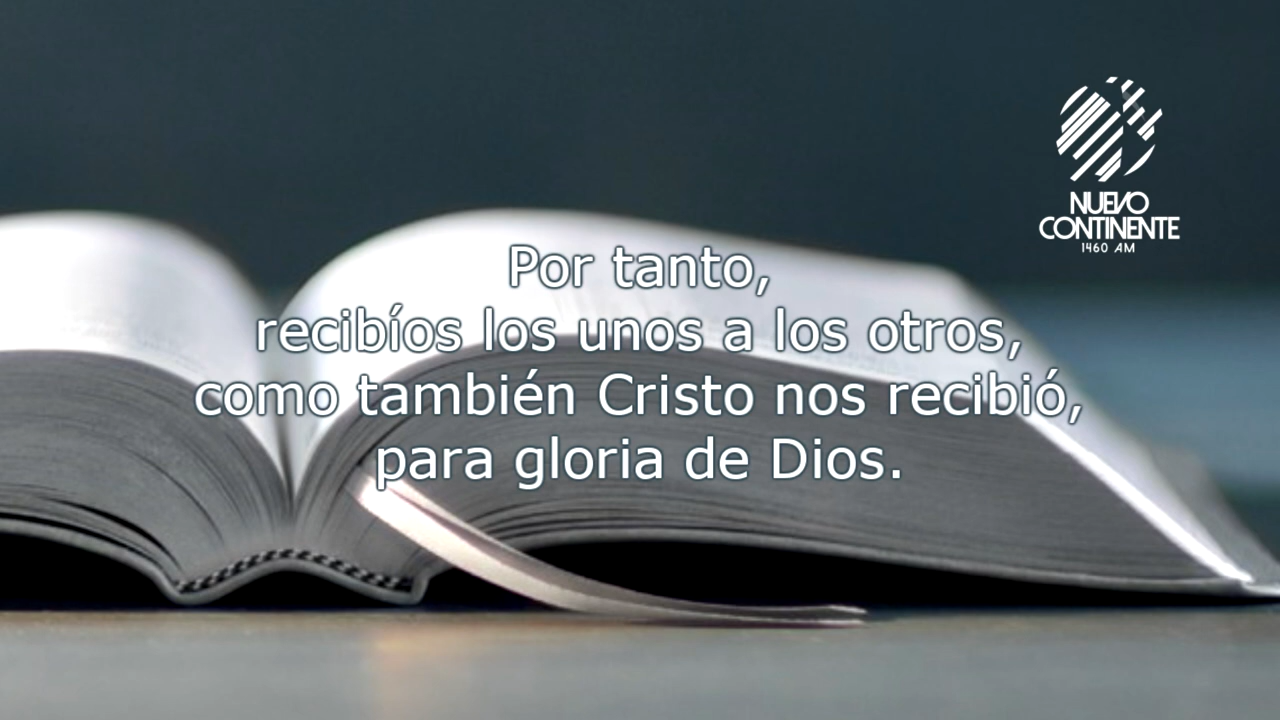 NUEVO
CONTINENTE
1460 AM
Por tanto,
recibíos los unos a los otros,
como también Cristo nos recibió,
para gloria de Dios.